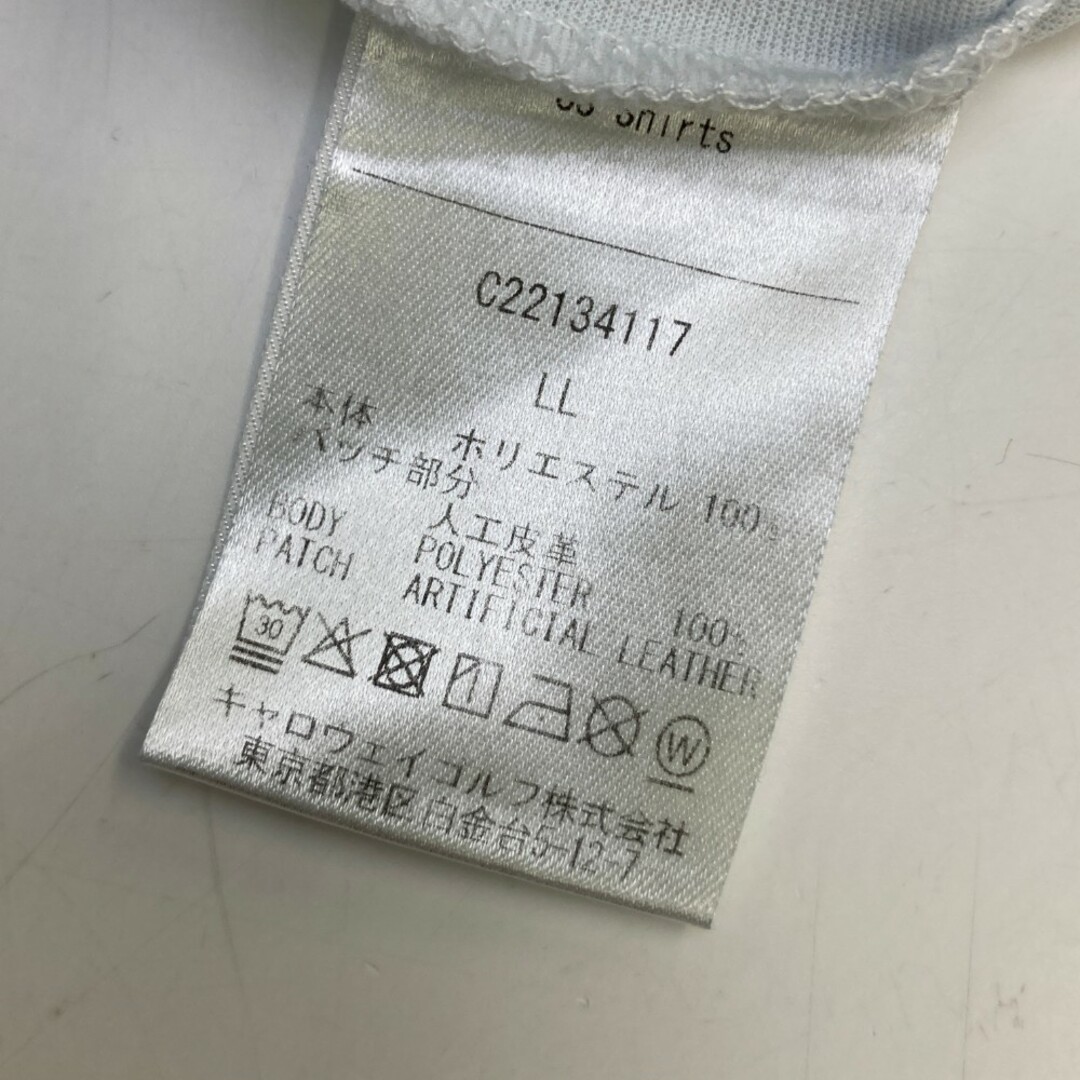 Shirts
C22134117
LL
本体 ポリエステル 100%
パッチ部分 人工皮革
BODY POLYESTER 100%
PATCH ARTIFICIAL LEATHER
30
W
キャロウェイゴルフ株式会社
東京都港区白金台5-12-7